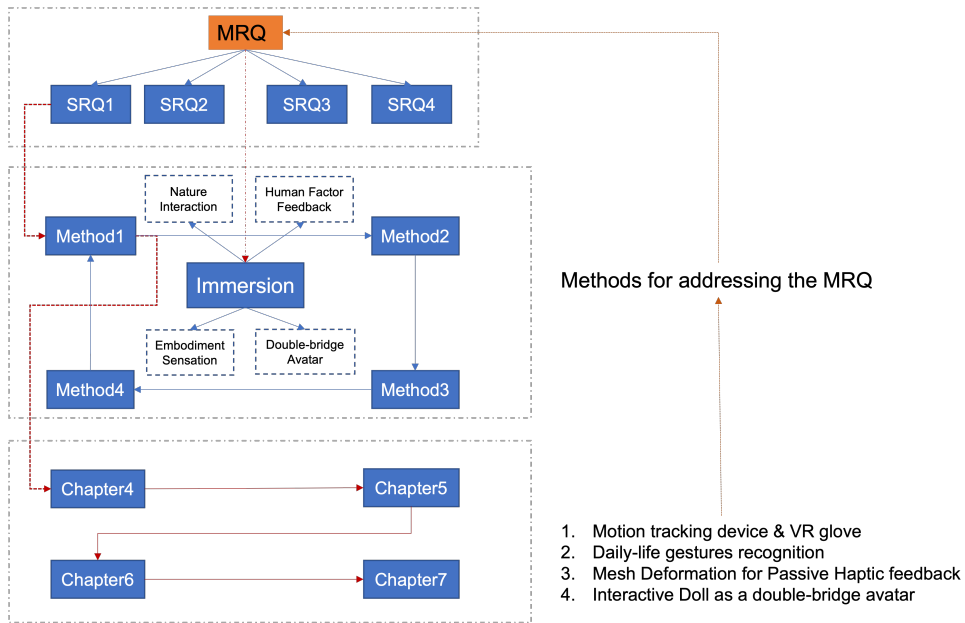 MRQ
SRQ1
SRQ2
SRQ3
SRQ4
Nature
Interaction
Human Factor
Feedback
Method1
Method2
Immersion
Embodiment
Sensation
Double-bridge
Avatar
Method4
Method3
Chapter4
Chapter5
Chapter6
Chapter7
Methods for addressing the MRQ
1. Motion tracking device & VR glove
2. Daily-life gestures recognition
3. Mesh Deformation for Passive Haptic feedback
4. Interactive Doll as a double-bridge avatar